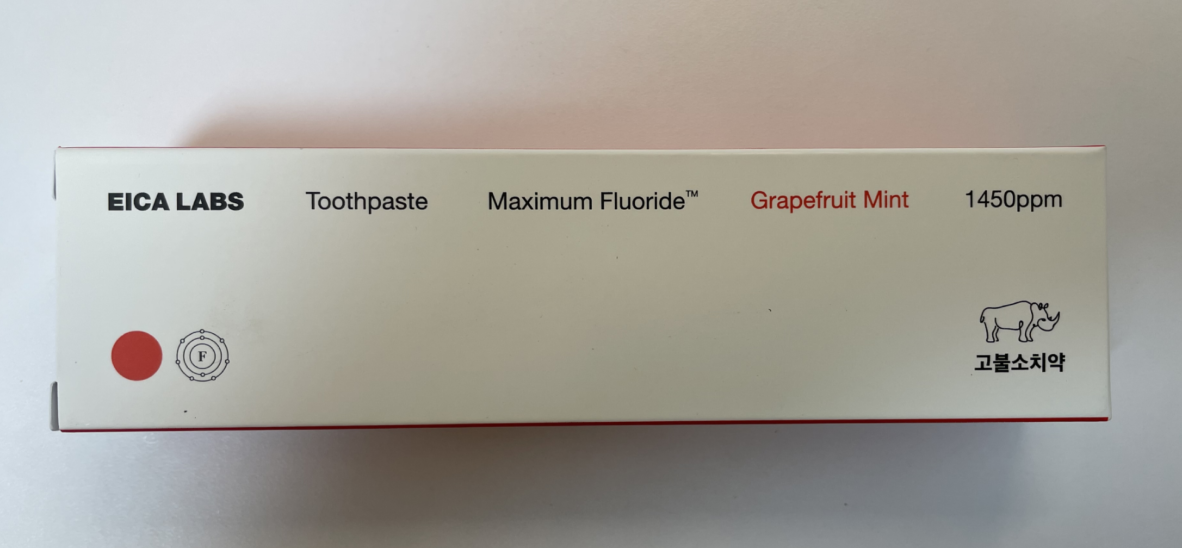 EICA LABS Toothpaste Maximum Fluoride™ Grapefruit Mint 1450ppm
F
고불소치약